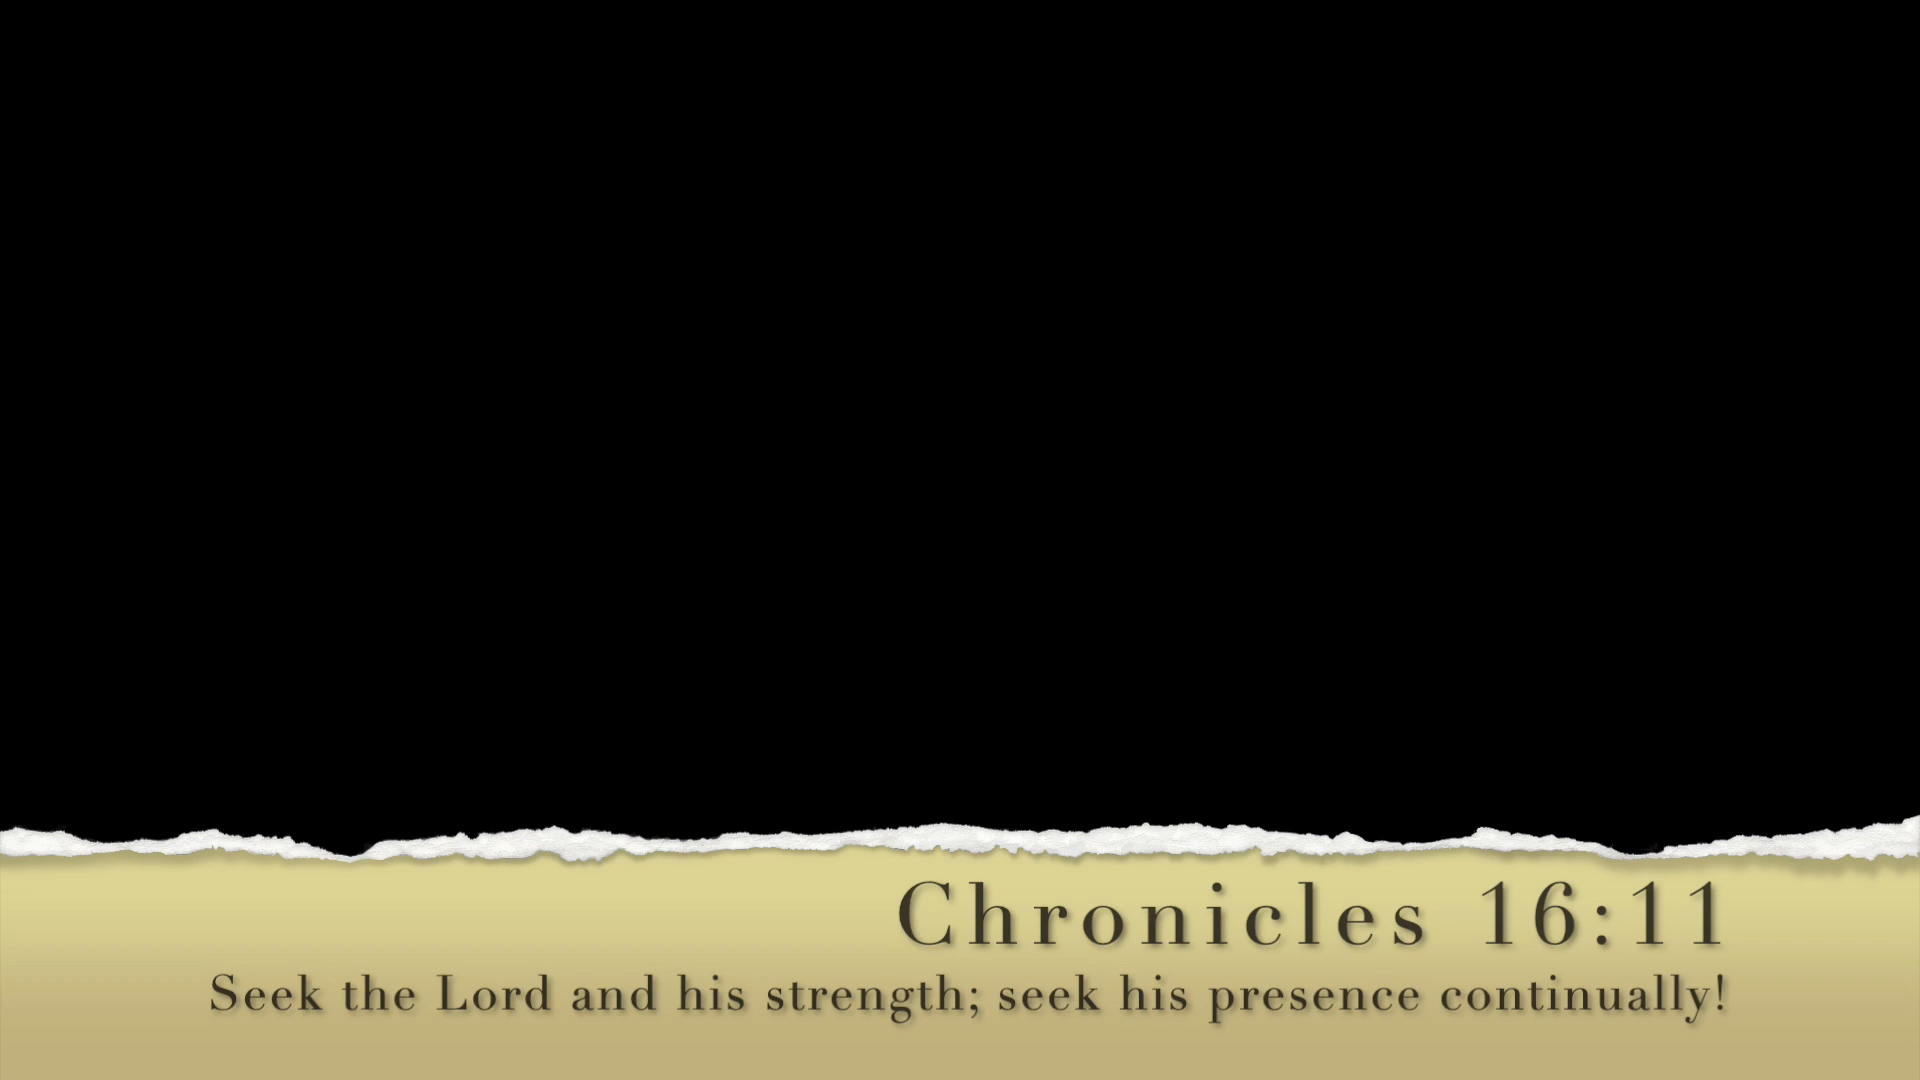 Chronicles 16:11
Seek the Lord and his strength; seek his presence continually!